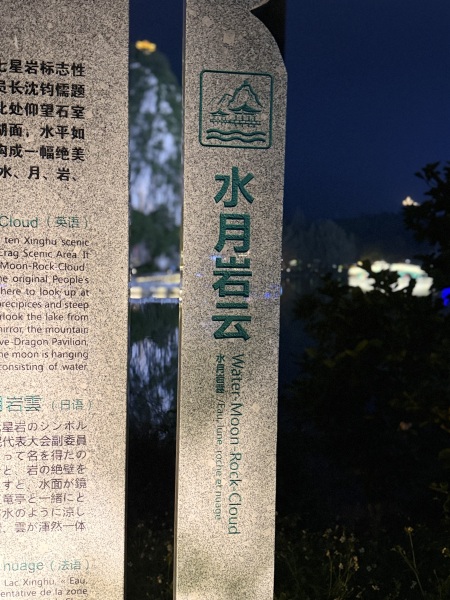 七星岩标志性
员长沈钧儒题
此处仰望石室
湖面，水平如
构成一幅绝美
水、月、岩、
Cloud（英语）
ten Xinghu scenic
Crag Scenic Area. It
Moon-Rock-Cloud
he original People's
here to look up at
precipices and steep
rlook the lake from
mirror, the mountain
ve-Dragon Pavilion,
he moon is hanging
consisting of water,
月岩雲（日语）
星岩のシンボル
代表大会副委員
って名を得たの
と、岩の絶壁を
すと、水面が鏡
竜亭と一緒にと
水のように涼し
、雲が渾然一体
nuage（法语）
Lac Xinghu, « Eau,
entative de la zone
水月岩云
Water-Moon-Rock-Cloud
水月岩雲/Eau, lune, roche et nuage